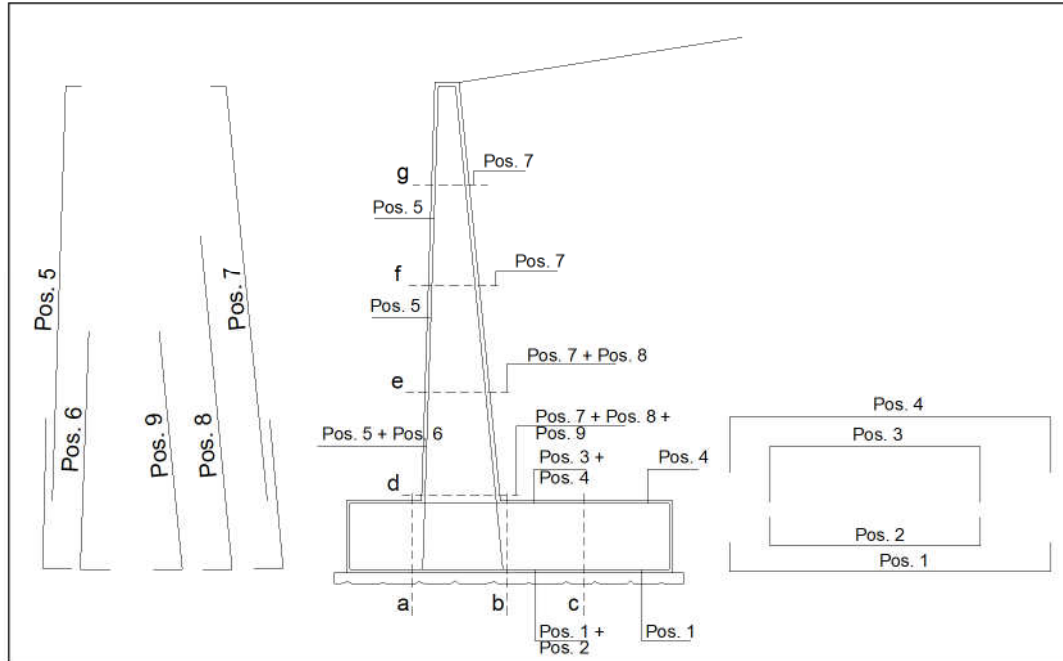 Pos. 5
Pos. 6
Pos. 9
Pos. 8
Pos. 7
g
Pos. 7
Pos. 5
f
Pos. 7
Pos. 5
e
Pos. 7 + Pos. 8
Pos. 5 + Pos. 6
Pos. 7 + Pos. 8 +
Pos. 9
d
Pos. 3 +
Pos. 4
Pos. 4
a
b
c
Pos. 1 +
Pos. 2
Pos. 1
Pos. 4
Pos. 3
Pos. 2
Pos. 1